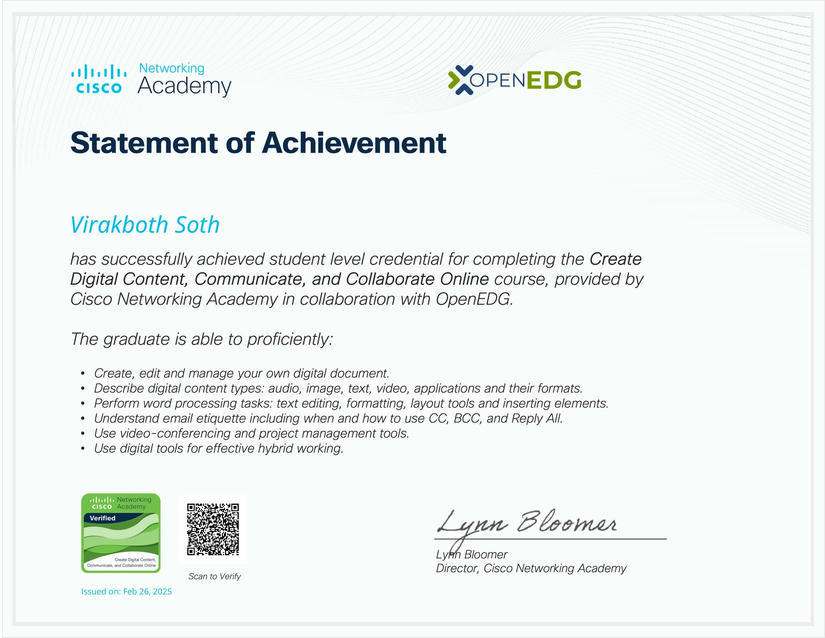 cisco Networking Academy
OPENEDG
Statement of Achievement
Virakboth Soth
has successfully achieved student level credential for completing the Create
Digital Content, Communicate, and Collaborate Online course, provided by
Cisco Networking Academy in collaboration with OpenEDG.
The graduate is able to proficiently:
• Create, edit and manage your own digital document.
• Describe digital content types: audio, image, text, video, applications and their formats.
• Perform word processing tasks: text editing, formatting, layout tools and inserting elements.
• Understand email etiquette including when and how to use CC, BCC, and Reply All.
• Use video-conferencing and project management tools.
• Use digital tools for effective hybrid working.
cisco Networking Academy
Verified
Create Digital Content,
Communicate, and Collaborate Online
Scan to Verify
Issued on: Feb 26, 2025
Lynn Bloomer
Lynn Bloomer
Director, Cisco Networking Academy